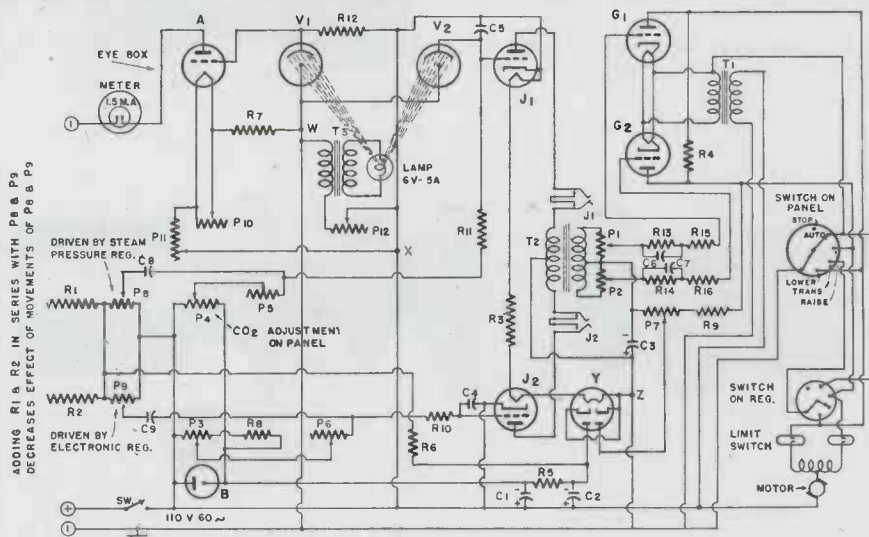 A
V1
R12
V2
C5
G1
EYE BOX
METER
1.5 M.A
J1
T1
R7
W
T3
G2
R4
LAMP
6V-5A
SWITCH ON
PANEL
STOP
AUTO
LOWER
TRANS
RAISE
P10
P11
P12
R11
J1
T2
P1
R13
R15
C6
C7
P2
R14
R16
X
ADDING R1 & R2 IN SERIES WITH P8 & P9
DECREASES EFFECT OF MOVEMENTS OF P8 & P9
DRIVEN BY STEAM
PRESSURE REG.
C8
R1
P8
P5
P4
CO2 ADJUSTMENT
ON PANEL
R3
P7
R9
J2
C3
R2
P9
C9
DRIVEN BY
ELECTRONIC REG.
P3
R8
P6
R10
R6
C4
J2
Y
Z
SWITCH
ON REG.
LIMIT
SWITCH
B
R5
C1
C2
MOTOR
SW.
110 V 60 ~